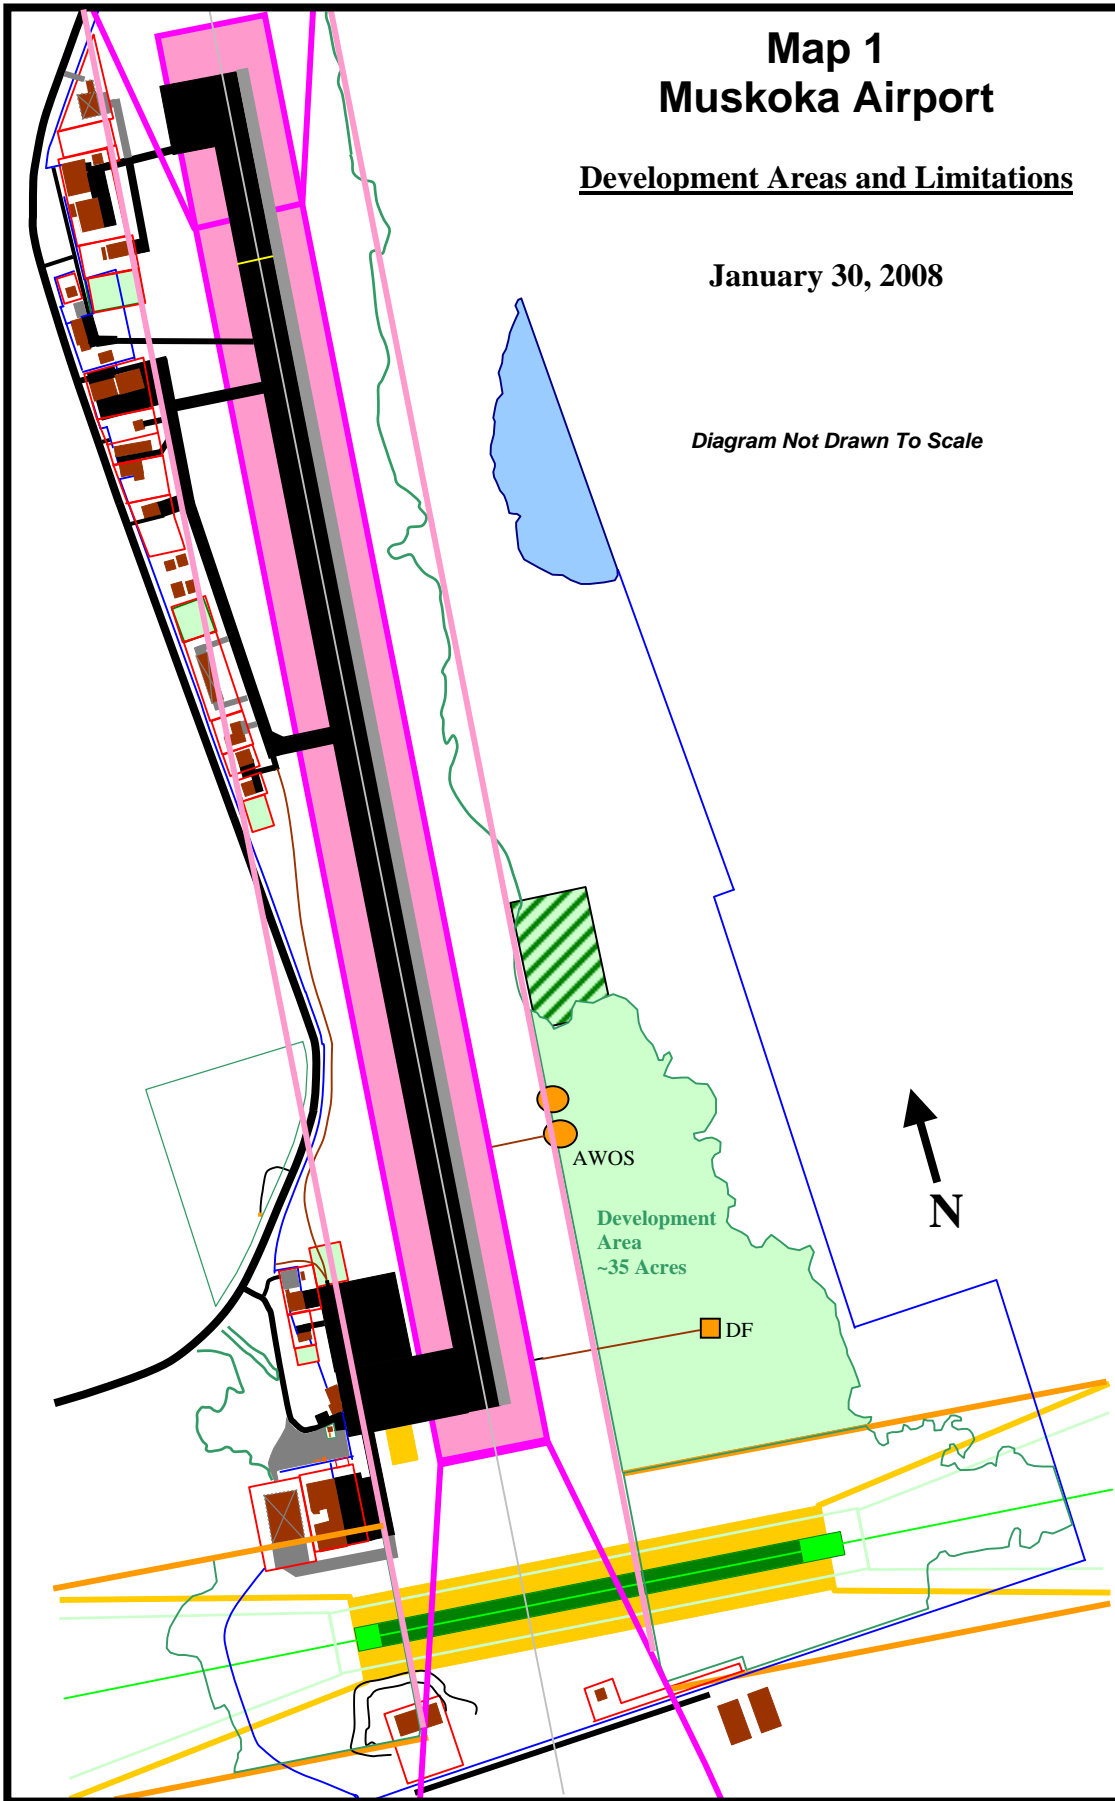 Map 1
Muskoka Airport
Development Areas and Limitations
January 30, 2008
Diagram Not Drawn To Scale
AWOS
N
Development
Area
~35 Acres
DF